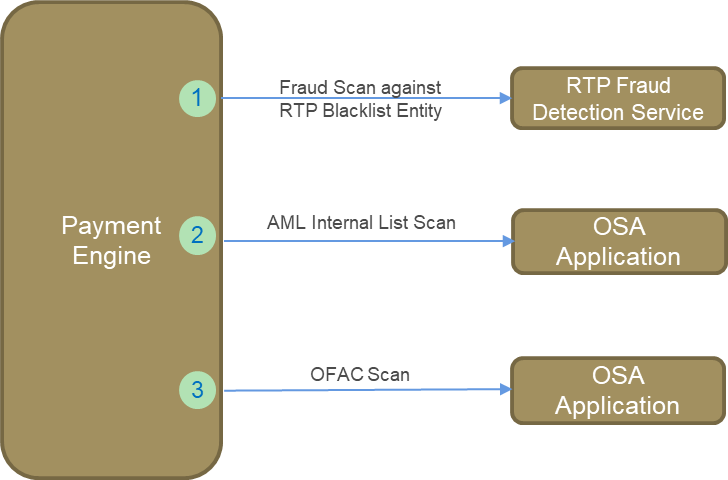 Payment
Engine
1
Fraud Scan against
RTP Blacklist Entity
RTP Fraud
Detection Service
2
AML Internal List Scan
OSA
Application
3
OFAC Scan
OSA
Application